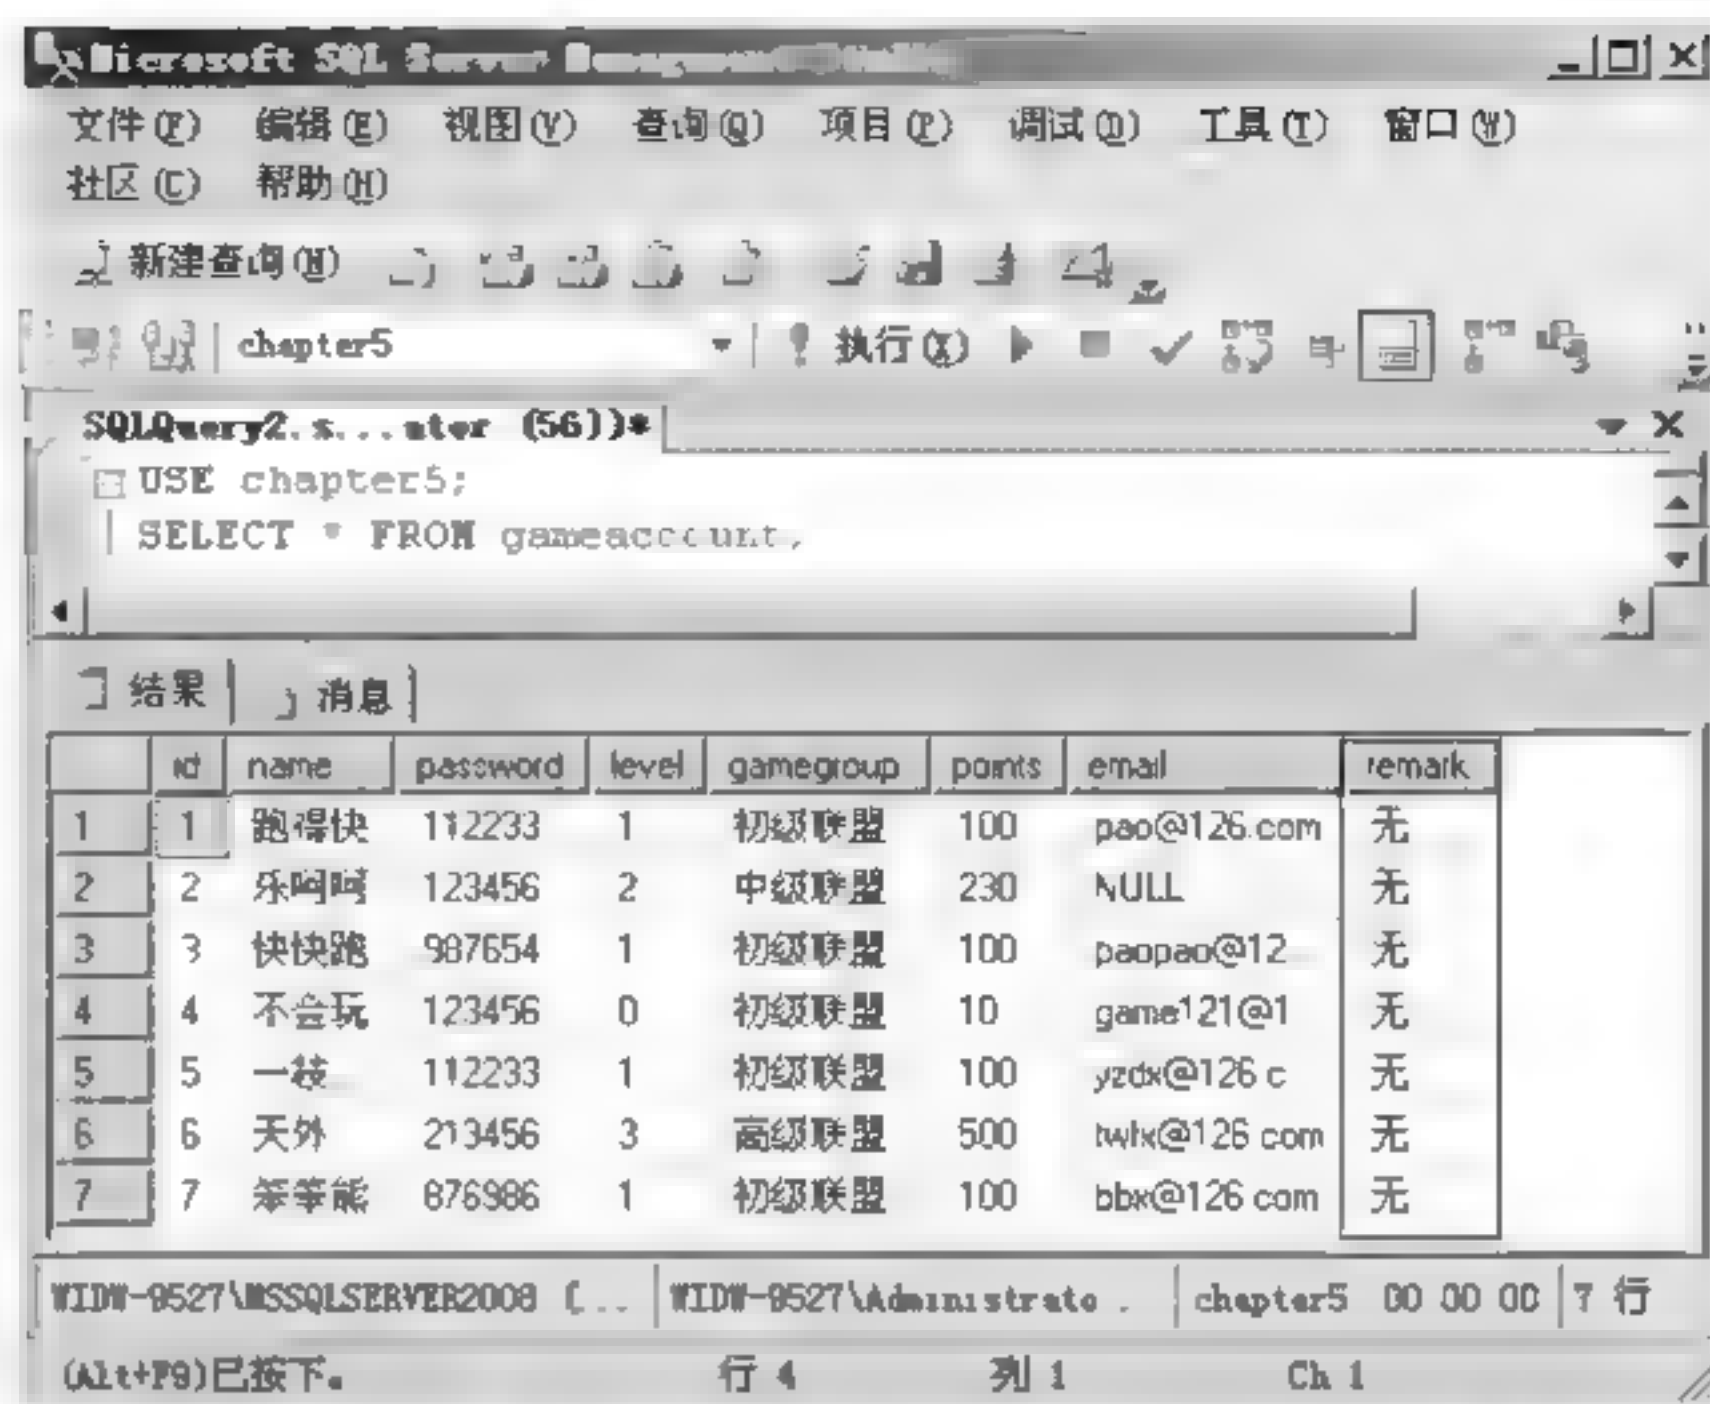 Microsoft SQL Server Management Studio
文件(F) 编辑(E) 视图(V) 查询(Q) 项目(P) 调试(D) 工具(T) 窗口(W)
社区(C) 帮助(H)
新建查询(N)
chapter5 执行(X)
SQLQuery2.s...ator (56))*
USE chapter5;
SELECT * FROM gameaccount;
结果 消息
id name password level gamegroup points email remark
1 1 跑得快 112233 1 初级联盟 100 pao@126.com 无
2 2 乐呵呵 123456 2 中级联盟 230 NULL 无
3 3 快快跑 987654 1 初级联盟 100 paopao@12 无
4 4 不会玩 123456 0 初级联盟 10 game121@1 无
5 5 一枝 112233 1 初级联盟 100 yzdx@126.c 无
6 6 天外 213456 3 高级联盟 500 twlx@126.com 无
7 7 笨笨熊 876986 1 初级联盟 100 bbx@126.com 无
WIDW-9527\MSSQLSERVER2008 (... WIDW-9527\Administrato... chapter5 00:00:00 7 行
(Alt+F9)已按下。 行 4 列 1 Ch 1